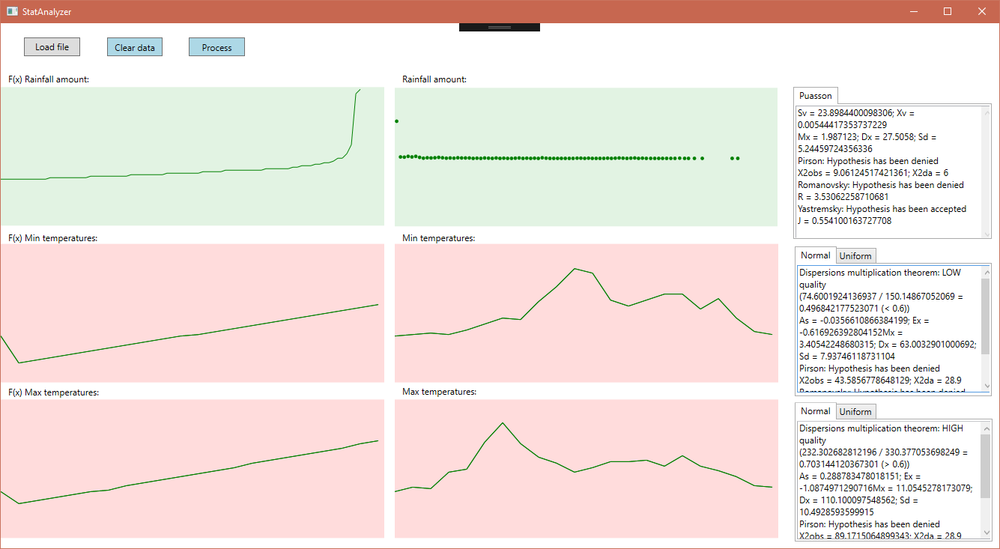 StatAnalyzer
Load file
Clear data
Process
F(x) Rainfall amount:
Rainfall amount:
Puasson
Sv = 23.8984400098306; Xv =
0.00544417353737229
Mx = 1.987123; Dx = 27.5058; Sd =
5.24459724356336
Pirson: Hypothesis has been denied
X2obs = 9.06124517421361; X2da = 6
Romanovsky: Hypothesis has been denied
R = 3.53062258710681
Yastremsky: Hypothesis has been accepted
J = 0.554100163727708
F(x) Min temperatures:
Min temperatures:
Normal
Uniform
Dispersions multiplication theorem: LOW
quality
(74.6001924136937 / 150.14867052069 =
0.496842177523071 (< 0.6))
As = -0.0356610866384199; Ex =
-0.616926392804152Mx =
3.40542248680315; Dx = 63.0032901000692;
Sd = 7.93746118731104
Pirson: Hypothesis has been denied
X2obs = 43.5856778648129; X2da = 28.9
Romanovsky: Hypothesis has been denied
F(x) Max temperatures:
Max temperatures:
Normal
Uniform
Dispersions multiplication theorem: HIGH
quality
(232.302682812196 / 330.377053698249 =
0.703144120367301 (> 0.6))
As = 0.288783478018151; Ex =
-1.0874971290716Mx = 11.0545278173079;
Dx = 110.100097548562; Sd =
10.4928593599915
Pirson: Hypothesis has been denied
X2obs = 89.1715064899343; X2da = 28.9